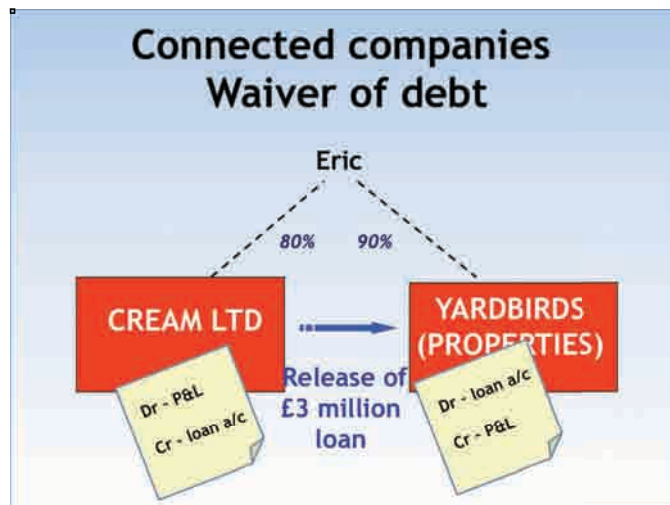 Connected companies
Waiver of debt
Eric
80% 90%
CREAM LTD
YARDBIRDS
(PROPERTIES)
Release of
£3 million
loan
Dr - P&L
Cr - loan a/c
Dr - loan a/c
Cr - P&L